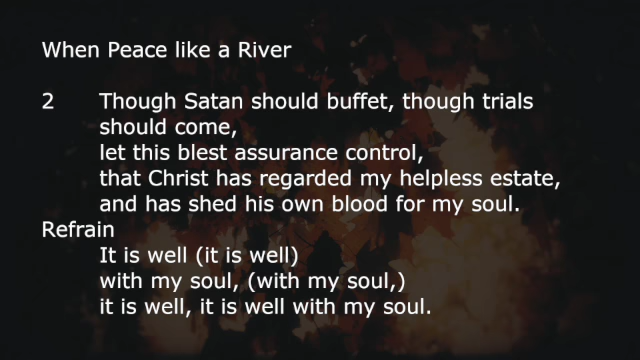 When Peace like a River
2 Though Satan should buffet, though trials
should come,
let this blest assurance control,
that Christ has regarded my helpless estate,
and has shed his own blood for my soul.
Refrain
It is well (it is well)
with my soul, (with my soul,)
it is well, it is well with my soul.